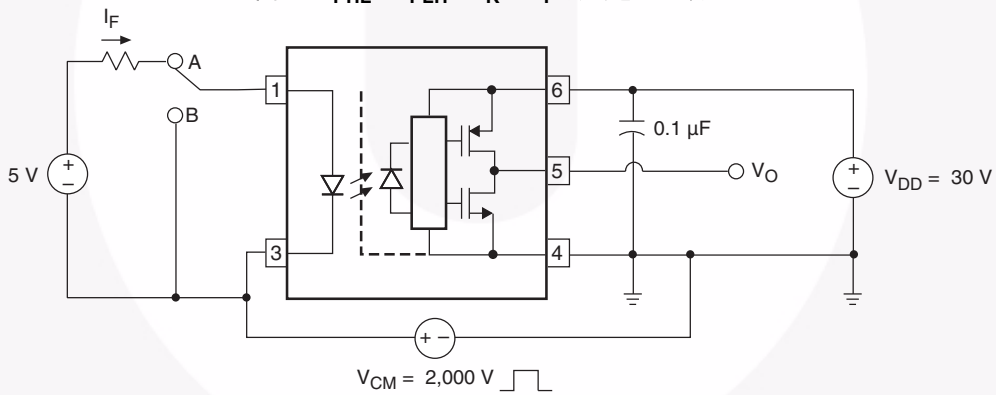 I_F
A
B
5 V
+
−
1
3
6
5
4
0.1 µF
V_O
+
−
V_DD = 30 V
+ −
V_CM = 2,000 V